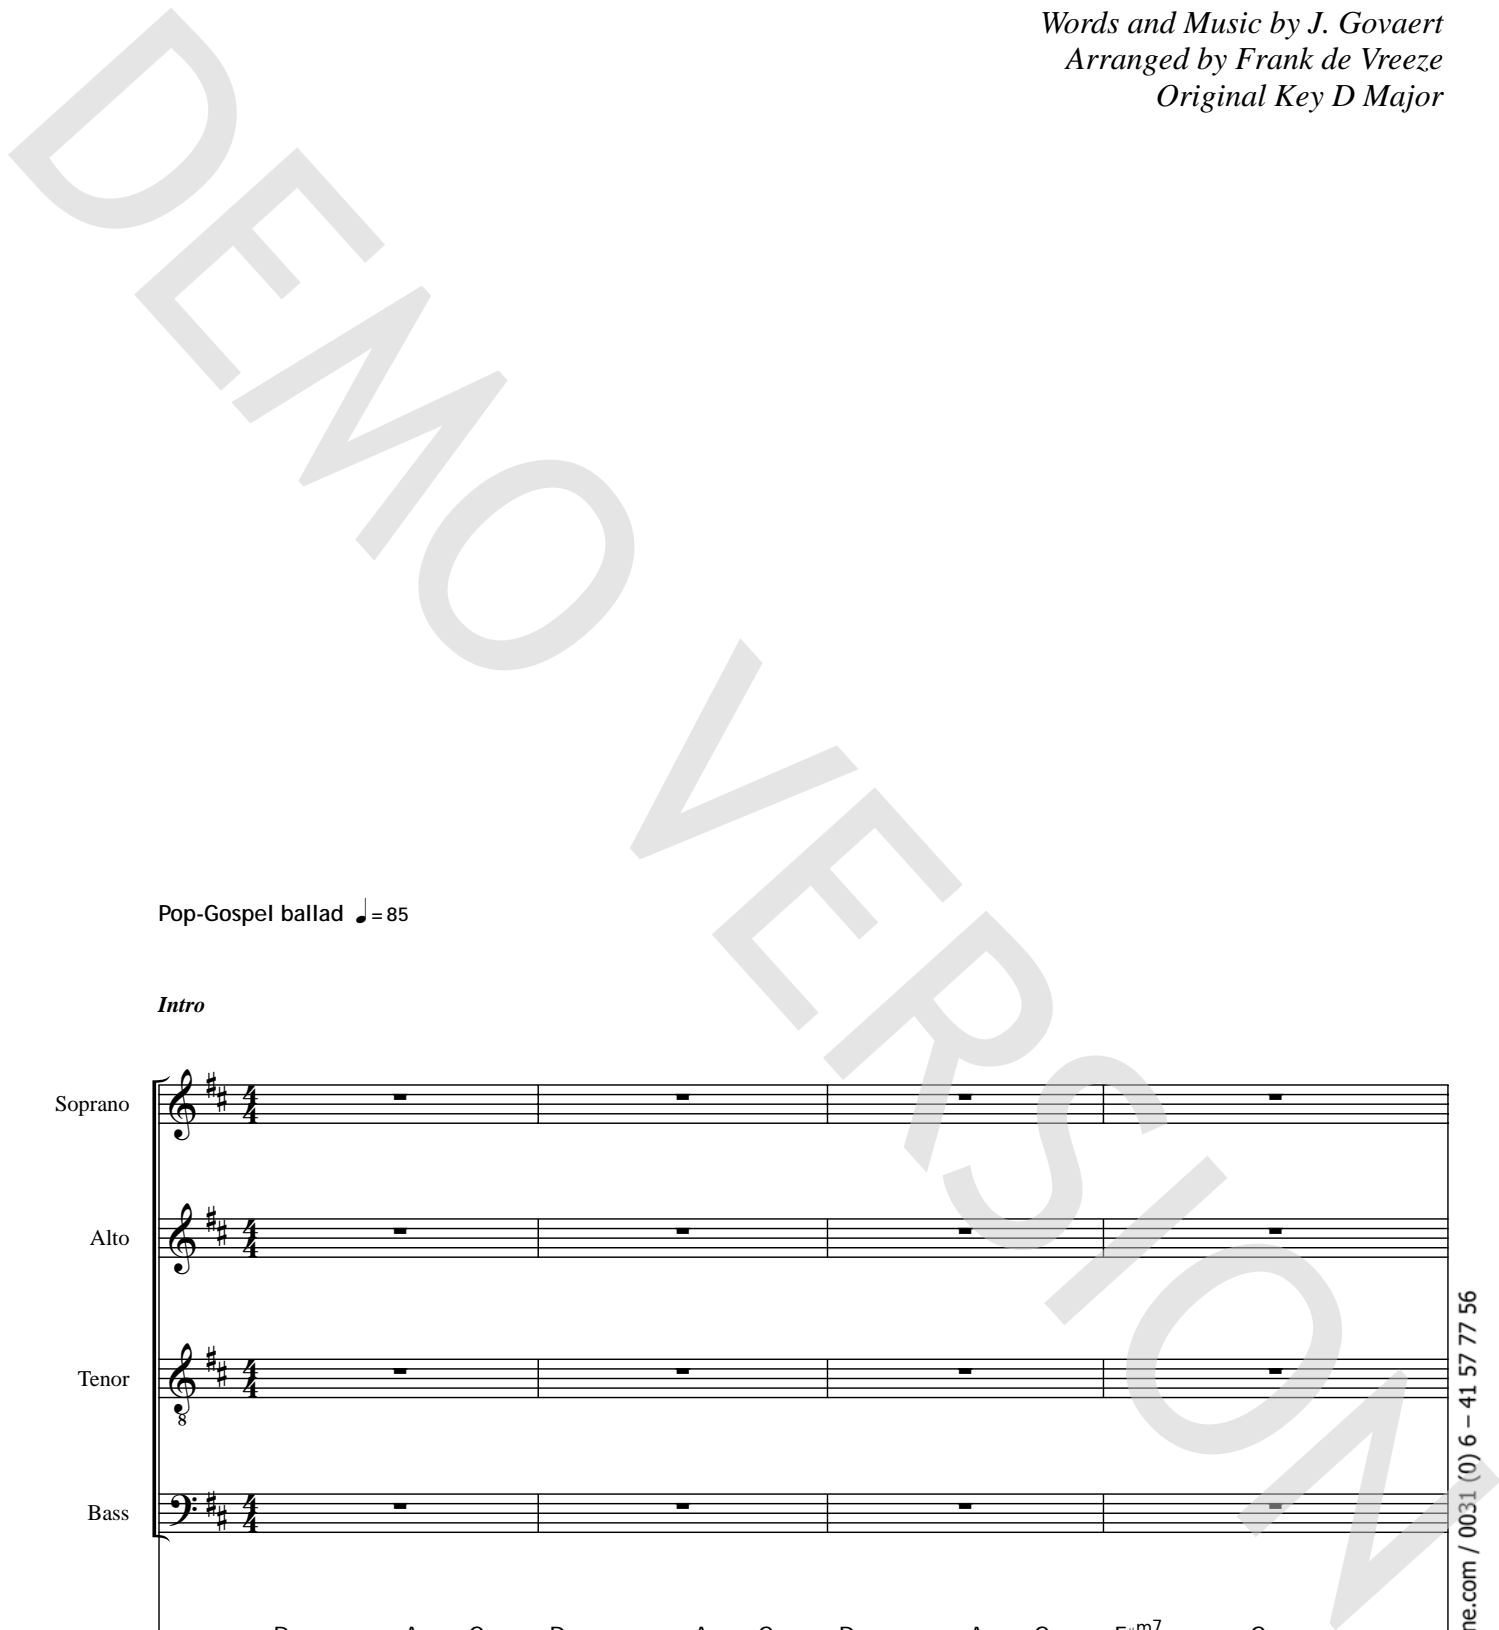 Words and Music by J. Govaert
Arranged by Frank de Vreeze
Original Key D Major
DEMO VERSION
Pop-Gospel ballad ♩ = 85
Intro
Soprano
Alto
Tenor
8
Bass
ne.com / 0031 (0) 6 – 41 57 77 56